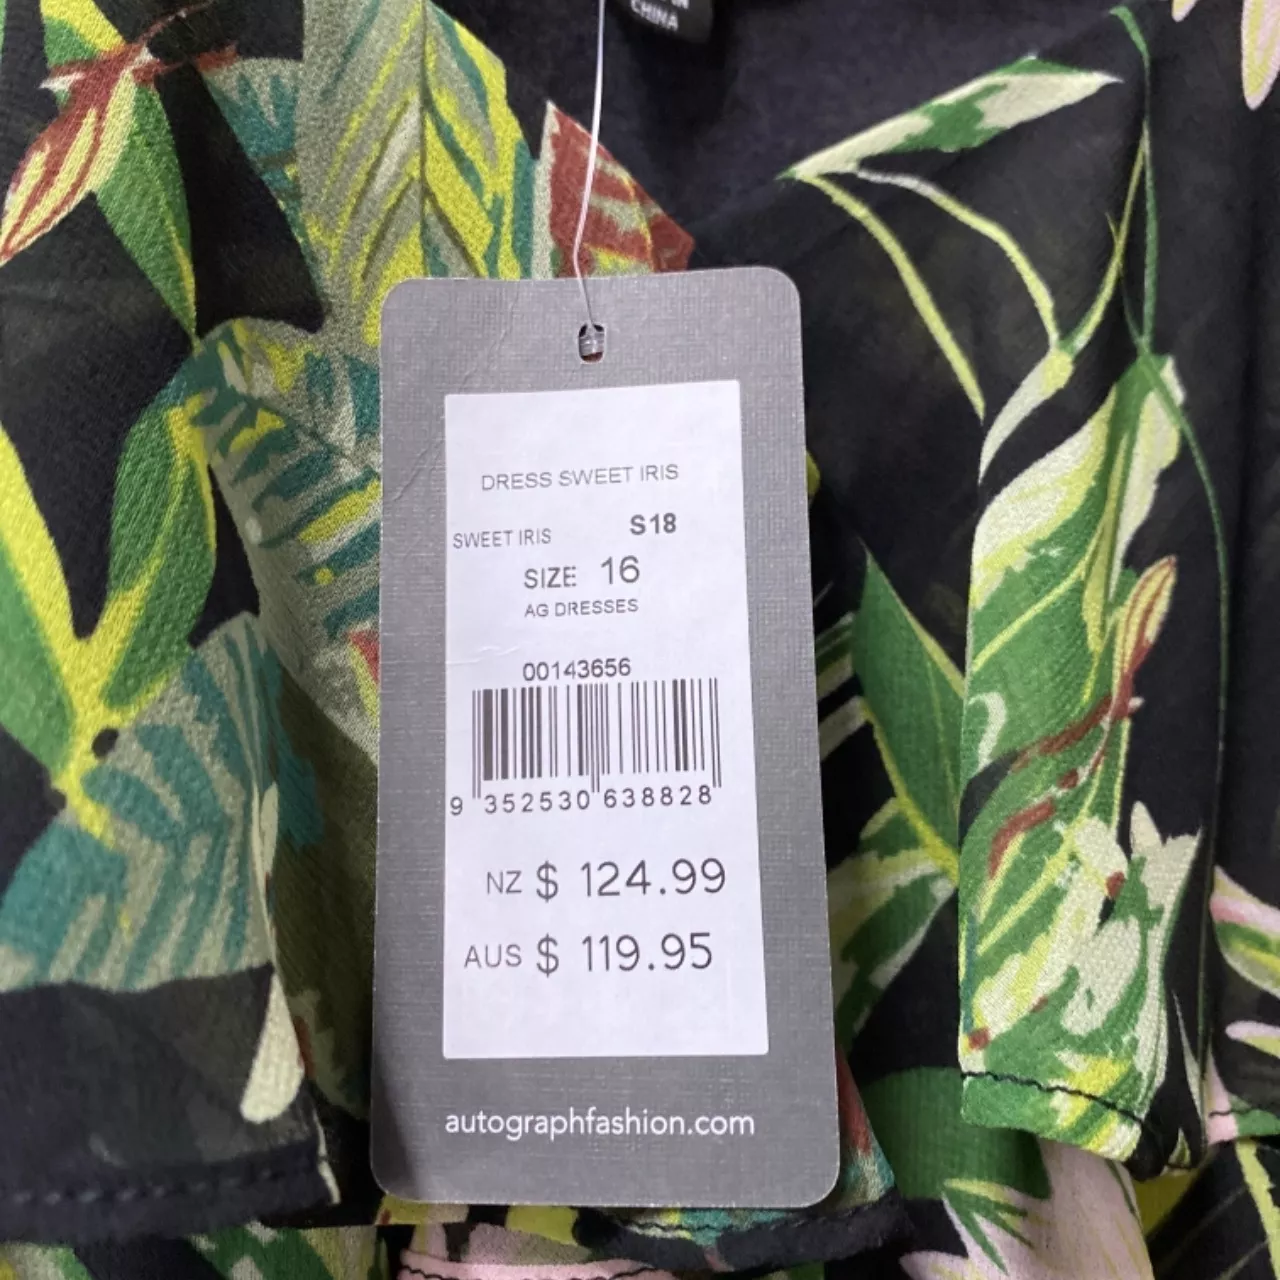 CHINA
DRESS SWEET IRIS
SWEET IRIS S18
SIZE 16
AG DRESSES
00143656
9 352530 638828
NZ $ 124.99
AUS $ 119.95
autographfashion.com